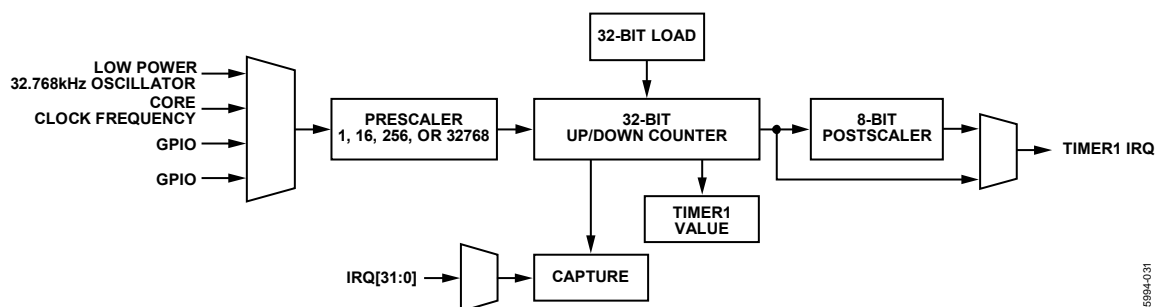 32-BIT LOAD
LOW POWER
32.768kHz OSCILLATOR
CORE
CLOCK FREQUENCY
GPIO
GPIO
PRESCALER
1, 16, 256, OR 32768
32-BIT
UP/DOWN COUNTER
8-BIT
POSTSCALER
TIMER1 IRQ
TIMER1
VALUE
IRQ[31:0]
CAPTURE
5994-031